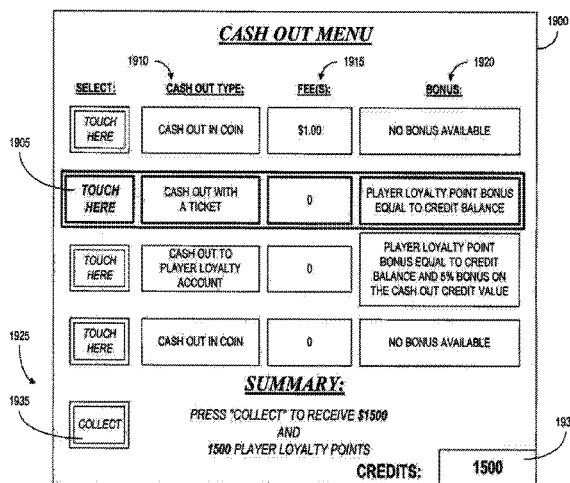 CASH OUT MENU
1900
1910
1915
1920
SELECT: CASH OUT TYPE: FEE(S): BONUS:
TOUCH
HERE
CASH OUT IN COIN
$1.00
NO BONUS AVAILABLE
1905
TOUCH
HERE
CASH OUT WITH
A TICKET
0
PLAYER LOYALTY POINT BONUS
EQUAL TO CREDIT BALANCE
TOUCH
HERE
CASH OUT TO
PLAYER LOYALTY
ACCOUNT
0
PLAYER LOYALTY POINT
BONUS EQUAL TO CREDIT
BALANCE AND 5% BONUS ON
THE CASH OUT CREDIT VALUE
TOUCH
HERE
CASH OUT IN COIN
0
NO BONUS AVAILABLE
1925
SUMMARY:
1935
COLLECT
PRESS "COLLECT" TO RECEIVE $1500
AND
1500 PLAYER LOYALTY POINTS
CREDITS: 1500